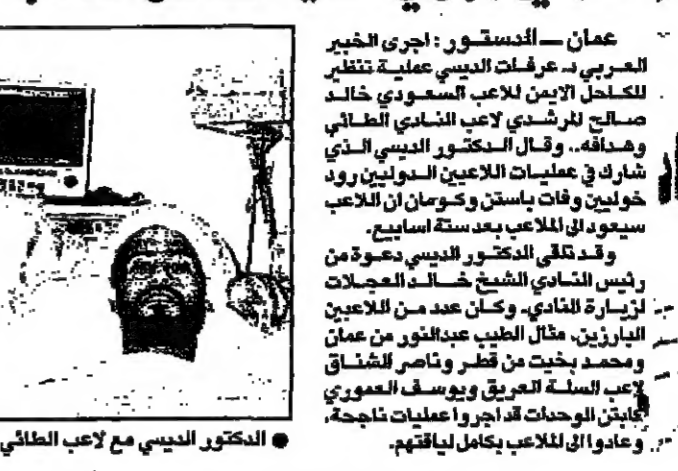 عمان ــ الدستور : اجرى الخبير
العربي د. عرفات الديسي عملية تنظير
للكاحل الايمن للاعب السعودي خالد
صالح المرشدي لاعب النادي الطائي
وهدافه.. وقال الدكتور الديسي الذي
شارك في عمليات اللاعبين الدوليين رود
خوليين وفات باستن وكومان ان اللاعب
سيعود الى الملاعب بعد ستة اسابيع.
وقد تلقى الدكتور الديسي دعوة من
رئيس النادي الشيخ خالد العجلات
لزيارة النادي. وكان عدد من اللاعبين
البارزين، مثال الطيب عبدالنور من عمان
ومحمد بخيت من قطر وناصر الشناق
لاعب السلة العريق ويوسف العموري
كابتن الوحدات قد اجروا عمليات ناجحة،
وعادوا الى الملاعب بكامل لياقتهم.
● الدكتور الديسي مع لاعب الطائي